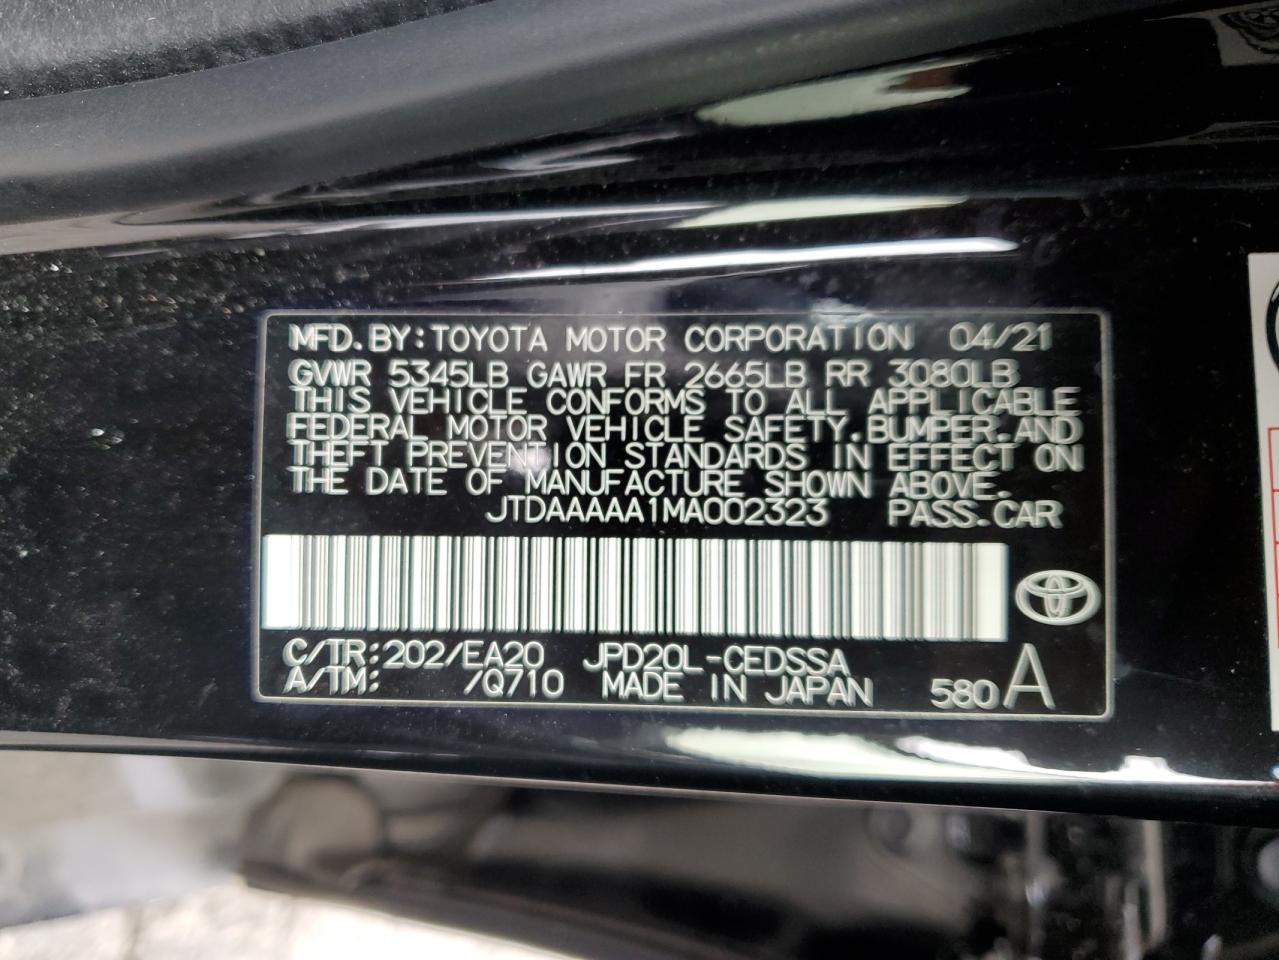 MFD.BY:TOYOTA MOTOR CORPORATION 04/21
GVWR 5345LB GAWR FR 2665LB RR 3080LB
THIS VEHICLE CONFORMS TO ALL APPLICABLE
FEDERAL MOTOR VEHICLE SAFETY.BUMPER.AND
THEFT PREVENTION STANDARDS IN EFFECT ON
THE DATE OF MANUFACTURE SHOWN ABOVE.
JTDAAAAA1MA002323 PASS.CAR
C/TR:202/EA20 JPD20L-CEDSSA
A/TM: /Q710 MADE IN JAPAN 580 A